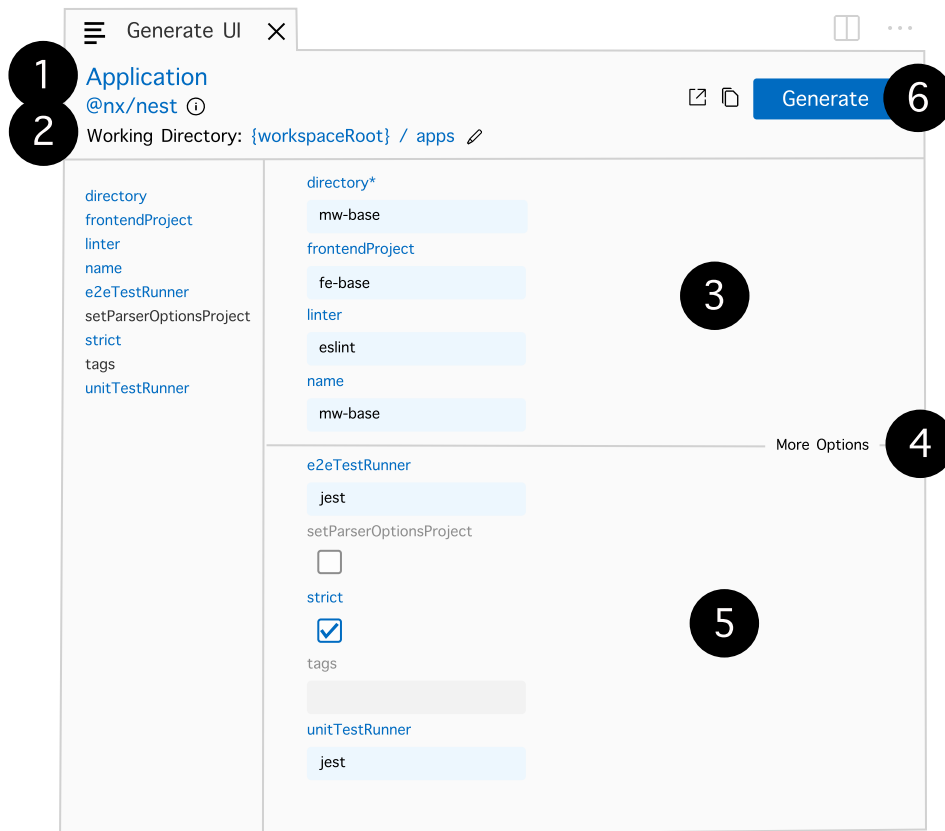 Generate UI
1
Application
@nx/nest
Generate
6
2
Working Directory: {workspaceRoot} / apps
directory
frontendProject
linter
name
e2eTestRunner
setParserOptionsProject
strict
tags
unitTestRunner
directory*
mw-base
frontendProject
fe-base
3
linter
eslint
name
mw-base
More Options
4
e2eTestRunner
jest
setParserOptionsProject
strict
5
tags
unitTestRunner
jest